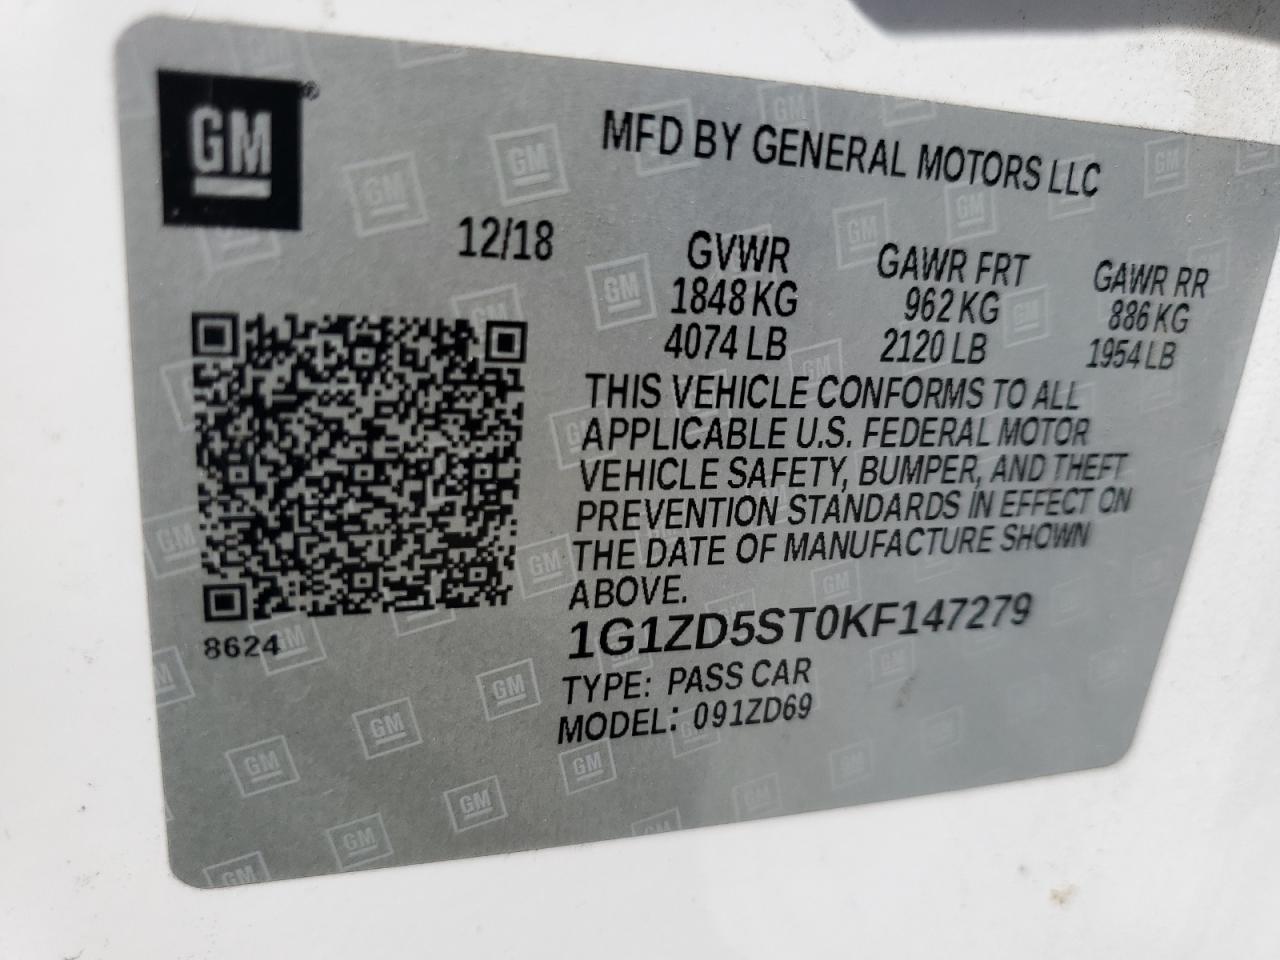 GM®
MFD BY GENERAL MOTORS LLC
12/18
GVWR GAWR FRT GAWR RR
1848 KG 962 KG 886 KG
4074 LB 2120 LB 1954 LB
THIS VEHICLE CONFORMS TO ALL
APPLICABLE U.S. FEDERAL MOTOR
VEHICLE SAFETY, BUMPER, AND THEFT
PREVENTION STANDARDS IN EFFECT ON
THE DATE OF MANUFACTURE SHOWN
ABOVE.
8624
1G1ZD5ST0KF147279
TYPE: PASS CAR
MODEL: 091ZD69